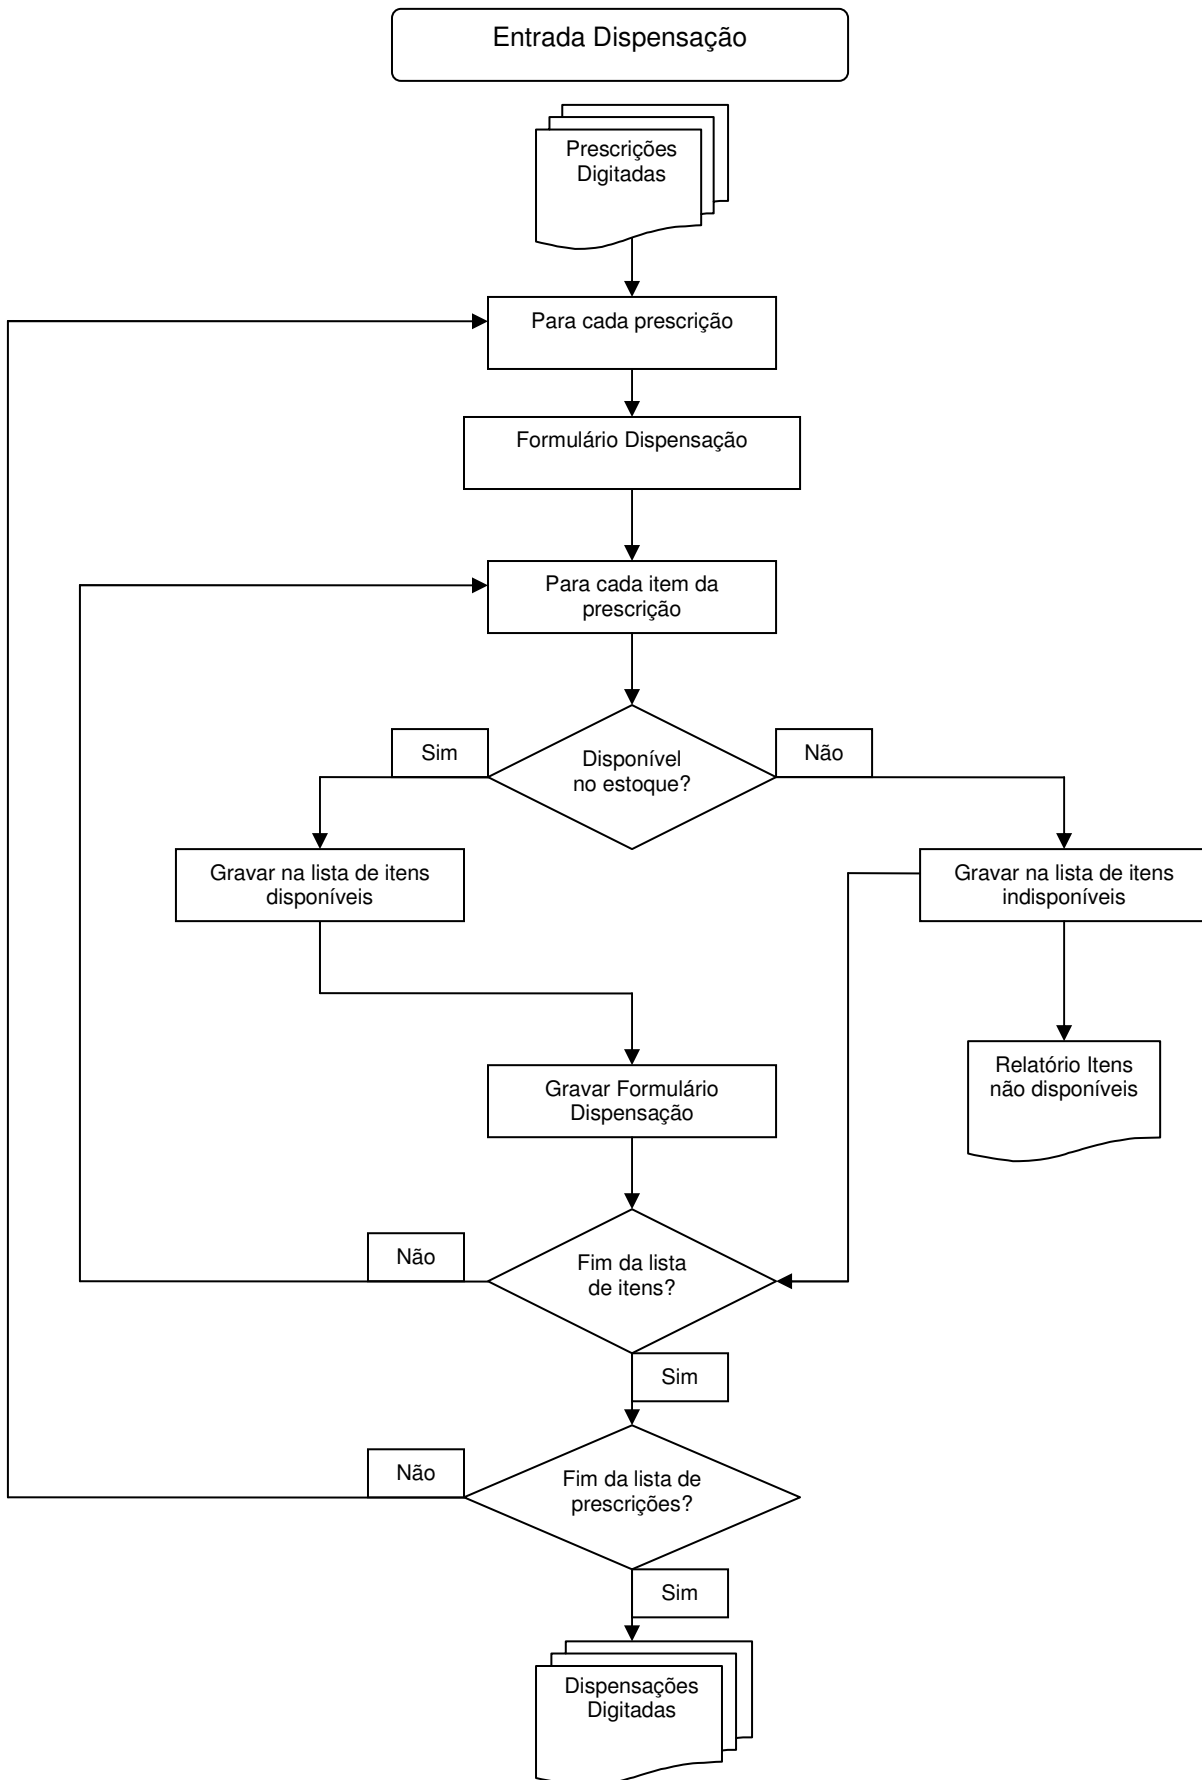 Entrada Dispensação
Prescrições
Digitadas
Para cada prescrição
Formulário Dispensação
Para cada item da
prescrição
Sim
Disponível
no estoque?
Não
Gravar na lista de itens
disponíveis
Gravar na lista de itens
indisponíveis
Relatório Itens
não disponíveis
Gravar Formulário
Dispensação
Não
Fim da lista
de itens?
Sim
Não
Fim da lista de
prescrições?
Sim
Dispensações
Digitadas